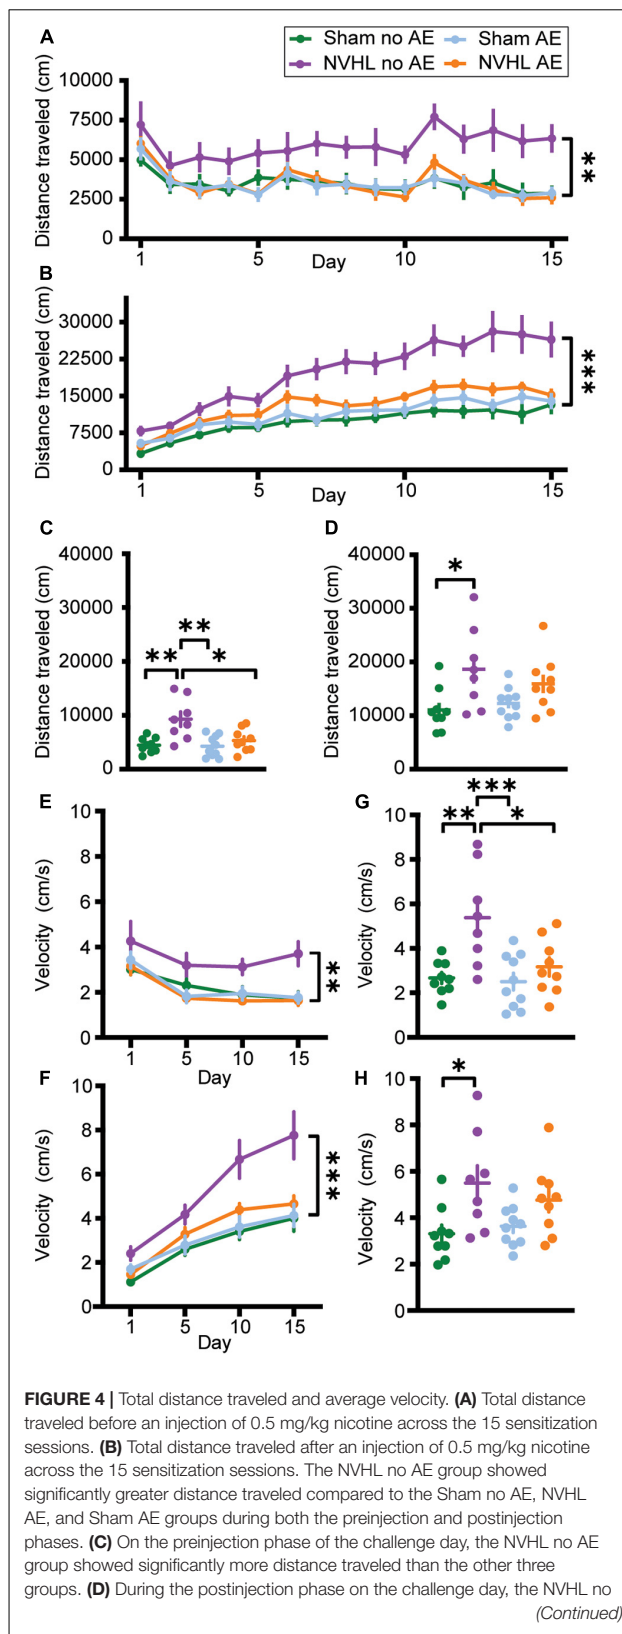 A
Sham no AE Sham AE
NVHL no AE NVHL AE
Distance traveled (cm)
10000
7500
5000
2500
0
1 5 10 15
Day
**
B
Distance traveled (cm)
30000
22500
15000
7500
0
1 5 10 15
Day
***
C
Distance traveled (cm)
40000
30000
20000
10000
0
** ** *
D
Distance traveled (cm)
40000
30000
20000
10000
0
*
E
Velocity (cm/s)
10
8
6
4
2
0
1 5 10 15
Day
**
G
Velocity (cm/s)
10
8
6
4
2
0
** *** *
F
Velocity (cm/s)
10
8
6
4
2
0
1 5 10 15
Day
***
H
Velocity (cm/s)
10
8
6
4
2
0
*
FIGURE 4 | Total distance traveled and average velocity. (A) Total distance
traveled before an injection of 0.5 mg/kg nicotine across the 15 sensitization
sessions. (B) Total distance traveled after an injection of 0.5 mg/kg nicotine
across the 15 sensitization sessions. The NVHL no AE group showed
significantly greater distance traveled compared to the Sham no AE, NVHL
AE, and Sham AE groups during both the preinjection and postinjection
phases. (C) On the preinjection phase of the challenge day, the NVHL no AE
group showed significantly more distance traveled than the other three
groups. (D) During the postinjection phase on the challenge day, the NVHL no
(Continued)